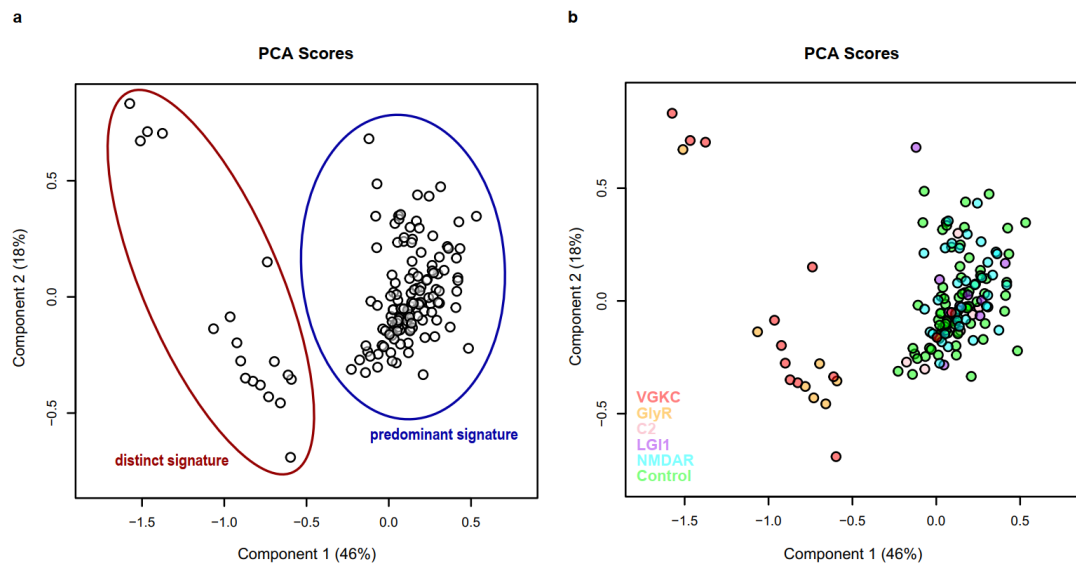 a
PCA Scores
Component 2 (18%)
0.5
0.0
−0.5
distinct signature
predominant signature
−1.5
−1.0
−0.5
0.0
0.5
Component 1 (46%)
b
PCA Scores
Component 2 (18%)
0.5
0.0
−0.5
VGKC
GlyR
C2
LGI1
NMDAR
Control
−1.5
−1.0
−0.5
0.0
0.5
Component 1 (46%)